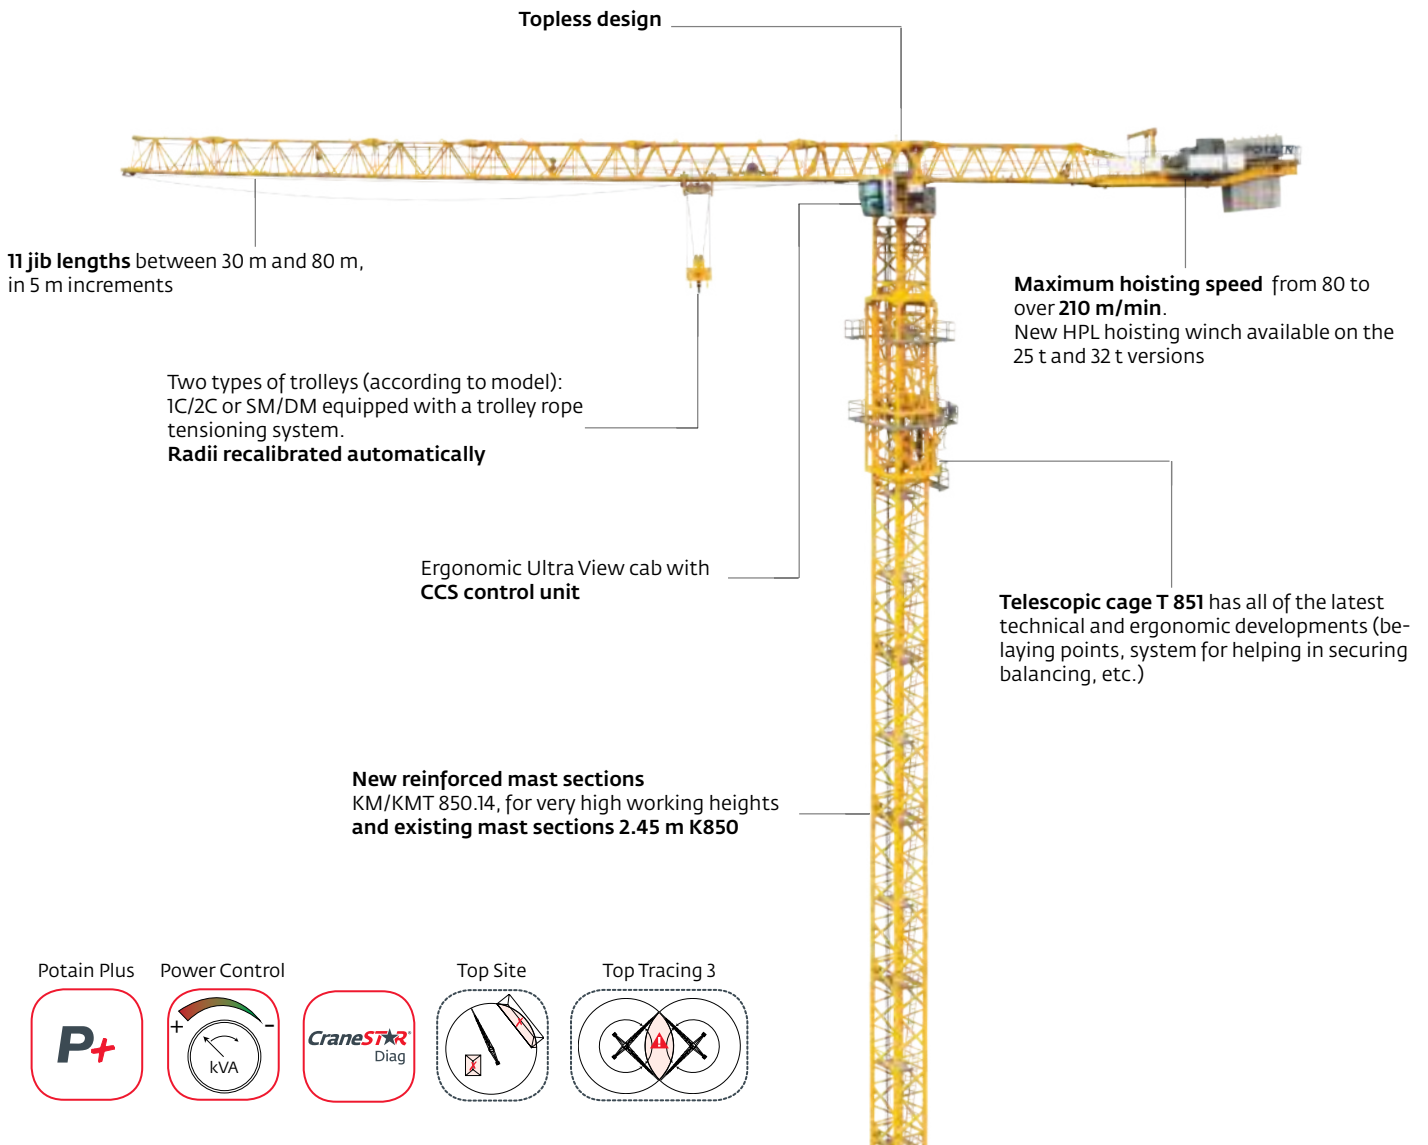 Topless design
11 jib lengths between 30 m and 80 m,
in 5 m increments
Maximum hoisting speed from 80 to
over 210 m/min.
New HPL hoisting winch available on the
25 t and 32 t versions
Two types of trolleys (according to model):
1C/2C or SM/DM equipped with a trolley rope
tensioning system.
Radii recalibrated automatically
Ergonomic Ultra View cab with
CCS control unit
Telescopic cage T 851 has all of the latest
technical and ergonomic developments (be-
laying points, system for helping in securing
balancing, etc.)
New reinforced mast sections
KM/KMT 850.14, for very high working heights
and existing mast sections 2.45 m K850
Potain Plus
Power Control
Top Site
Top Tracing 3
P+
+ -
kVA
CraneSTAR®
Diag
POTAIN